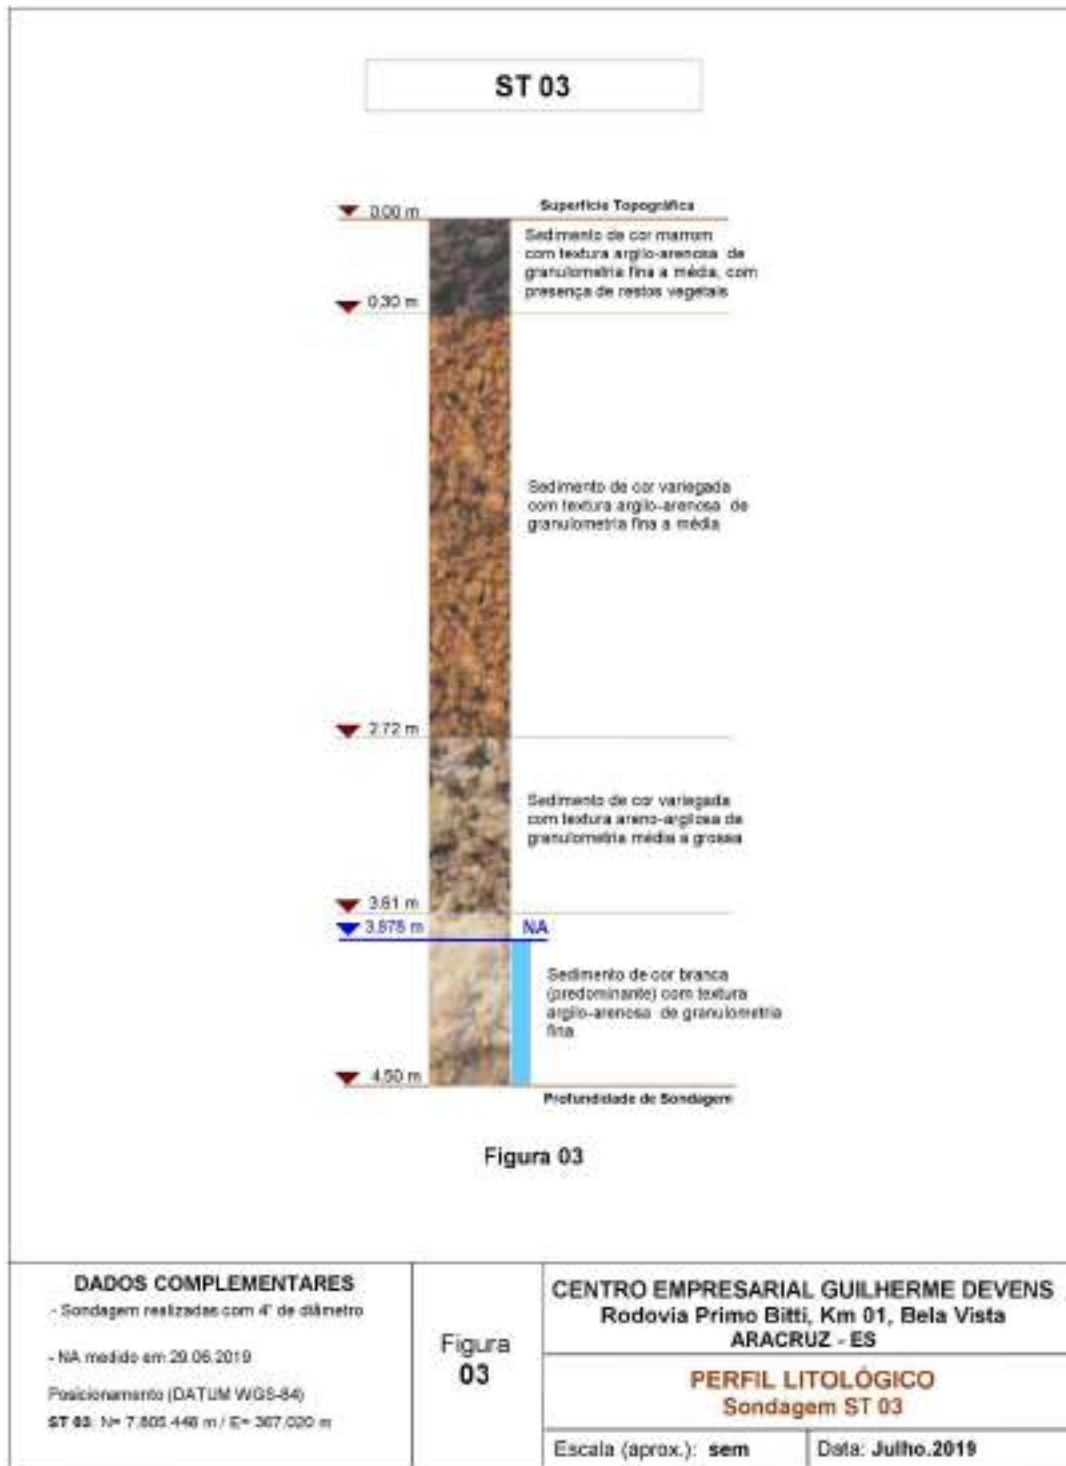 ST 03
0.00 m
Superfície Topográfica
Sedimento de cor marrom
com textura argilo-arenosa de
granulometria fina a média, com
presença de restos vegetais
0.30 m
Sedimento de cor variegada
com textura argilo-arenosa de
granulometria fina a média
2.72 m
Sedimento de cor variegada
com textura areno-argilosa de
granulometria média a grossa
3.61 m
m
NA
Sedimento de cor branca
(predominante) com textura
argilo-arenosa de granulometria
fina
4.50 m
Profundidade de Sondagem
Figura 03
DADOS COMPLEMENTARES
- Sondagem realizadas com 4" de diâmetro
- NA medido em 29.06.2019
Posicionamento (DATUM WGS-84)
ST 03: N= m / E= 367.020 m
Figura
03
CENTRO EMPRESARIAL GUILHERME DEVENS
Rodovia Primo Bitti, Km 01, Bela Vista
ARACRUZ - ES
PERFIL LITOLÓGICO
Sondagem ST 03
Escala (aprox.): sem
Data: Julho.2019